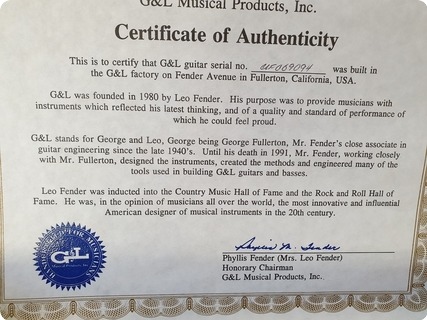 G&L Musical Products, Inc.
Certificate of Authenticity
This is to certify that G&L guitar serial no. CLF069094 was built in
the G&L factory on Fender Avenue in Fullerton, California, USA.
G&L was founded in 1980 by Leo Fender. His purpose was to provide musicians with
instruments which reflected his latest thinking, and of a quality and standard of performance of
which he could feel proud.
G&L stands for George and Leo, George being George Fullerton, Mr. Fender's close associate in
guitar engineering since the late 1940's. Until his death in 1991, Mr. Fender, working closely
with Mr. Fullerton, designed the instruments, created the methods and engineered many of the
tools used in building G&L guitars and basses.
Leo Fender was inducted into the Country Music Hall of Fame and the Rock and Roll Hall of
Fame. He was, in the opinion of musicians all over the world, the most innovative and influential
American designer of musical instruments in the 20th century.
Phyllis M. Fender
Phyllis Fender (Mrs. Leo Fender)
Honorary Chairman
G&L Musical Products, Inc.
G&L